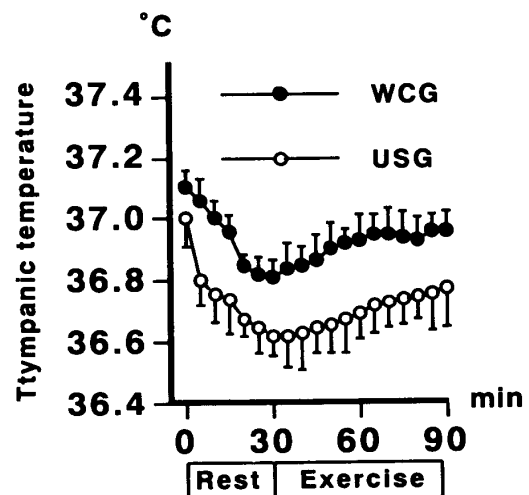 °C
Ttympanic temperature
37.4
37.2
37.0
36.8
36.6
36.4
WCG
USG
0
30
60
90
min
Rest
Exercise